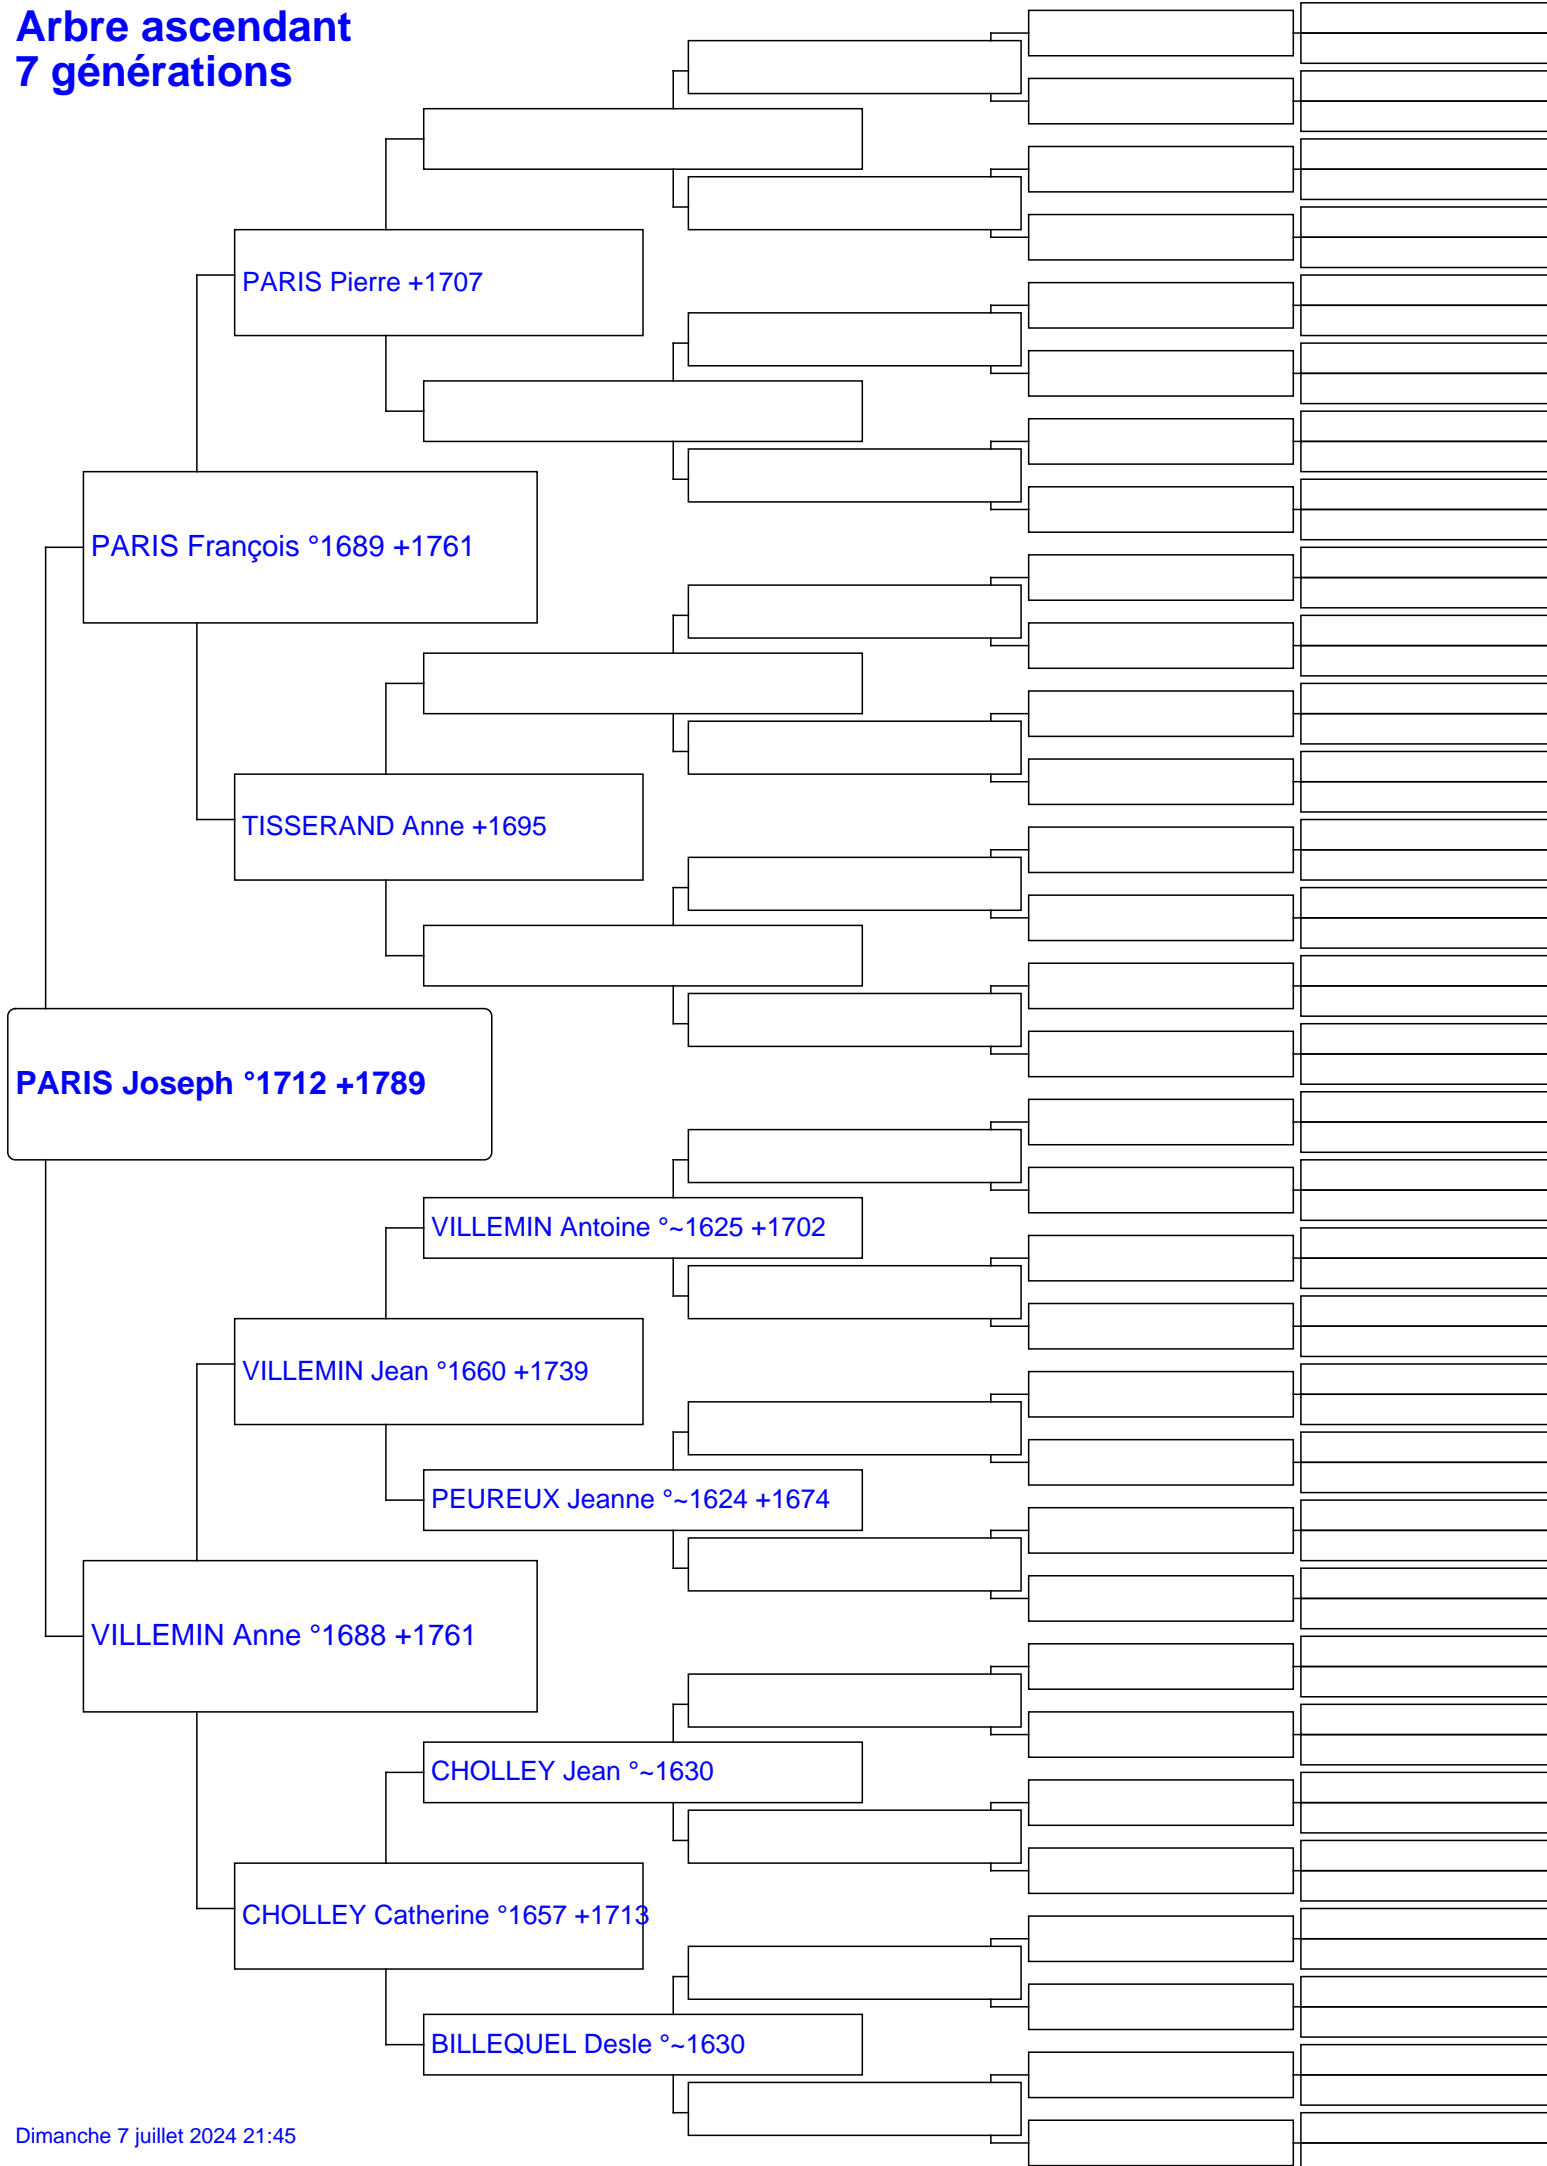 Arbre ascendant
7 générations
PARIS Pierre +1707
PARIS François °1689 +1761
TISSERAND Anne +1695
PARIS Joseph °1712 +1789
VILLEMIN Antoine °~1625 +1702
VILLEMIN Jean °1660 +1739
PEUREUX Jeanne °~1624 +1674
VILLEMIN Anne °1688 +1761
CHOLLEY Jean °~1630
CHOLLEY Catherine °1657 +1713
BILLEQUEL Desle °~1630
Dimanche 7 juillet 2024 21:45